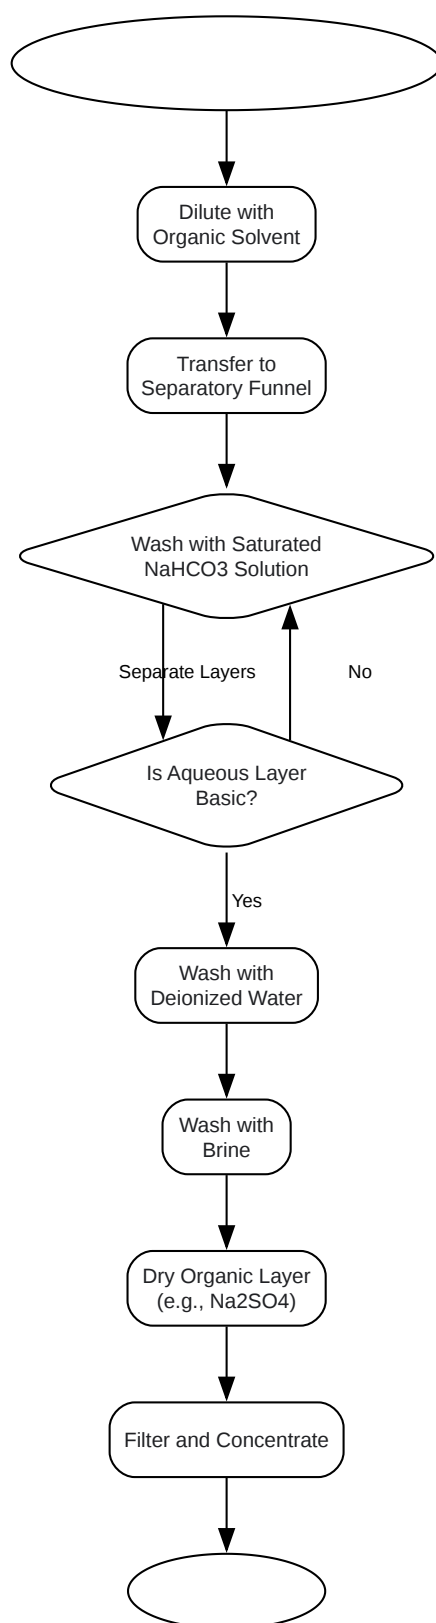 Dilute with
Organic Solvent
Transfer to
Separatory Funnel
Wash with Saturated
NaHCO3 Solution
Separate Layers
No
Is Aqueous Layer
Basic?
Yes
Wash with
Deionized Water
Wash with
Brine
Dry Organic Layer
(e.g., Na2SO4)
Filter and Concentrate